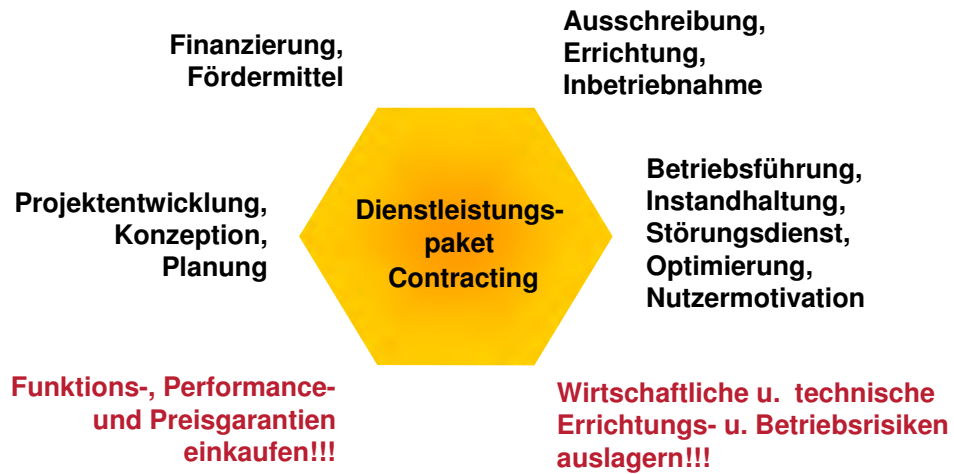 Finanzierung,
Fördermittel
Ausschreibung,
Errichtung,
Inbetriebnahme
Projektentwicklung,
Konzeption,
Planung
Dienstleistungs-
paket
Contracting
Betriebsführung,
Instandhaltung,
Störungsdienst,
Optimierung,
Nutzermotivation
Funktions-, Performance-
und Preisgarantien
einkaufen!!!
Wirtschaftliche u. technische
Errichtungs- u. Betriebsrisiken
auslagern!!!